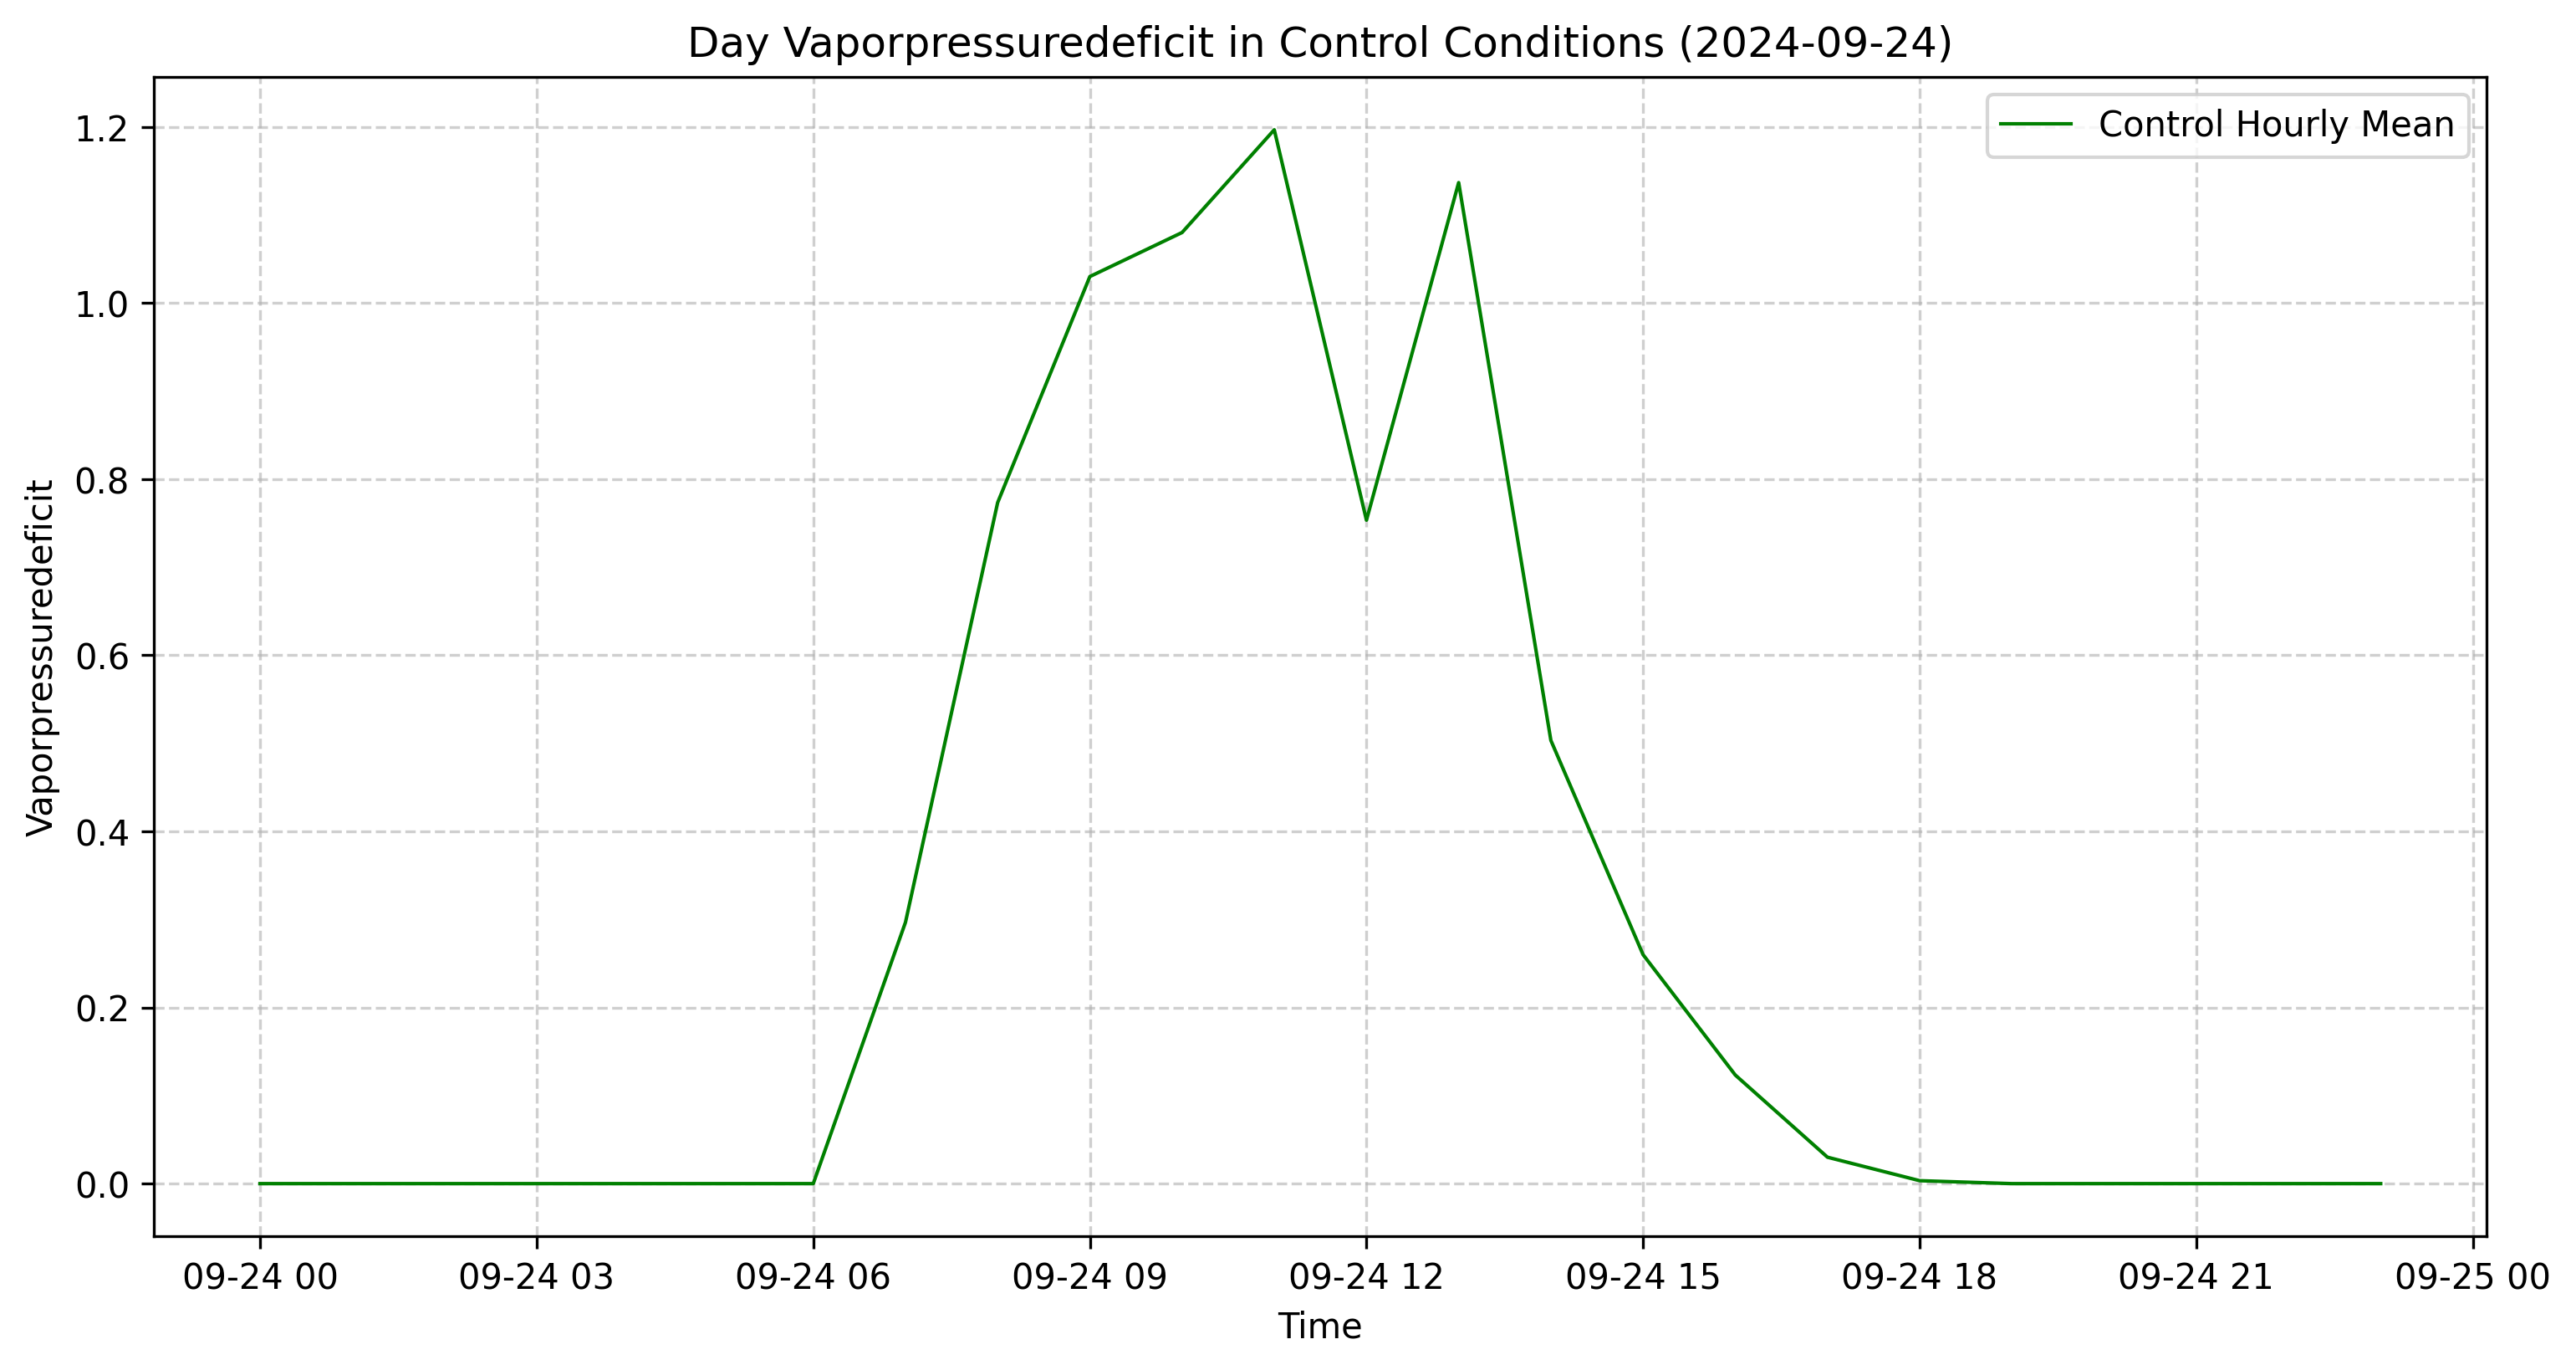 Day Vaporpressuredeficit in Control Conditions (2024-09-24)
Control Hourly Mean
Vaporpressuredeficit
1.2
1.0
0.8
0.6
0.4
0.2
0.0
09-24 00 09-24 03 09-24 06 09-24 09 09-24 12 09-24 15 09-24 18 09-24 21 09-25 00
Time